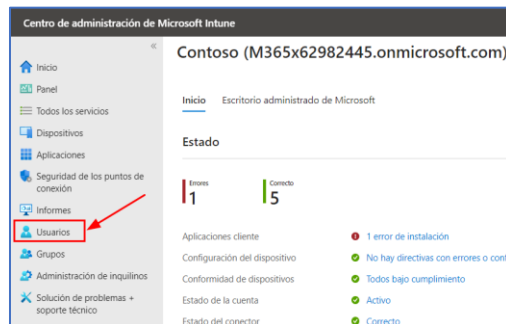 Centro de administración de Microsoft Intune
«
Inicio
Panel
Todos los servicios
Dispositivos
Aplicaciones
Seguridad de los puntos de
conexión
Informes
Usuarios
Grupos
Administración de inquilinos
Solución de problemas +
soporte técnico
Contoso (M365x62982445.onmicrosoft.com)
Inicio Escritorio administrado de Microsoft
Estado
Errores Correcto
1 5
Aplicaciones cliente 1 error de instalación
Configuración del dispositivo No hay directivas con errores o conf
Conformidad de dispositivos Todos bajo cumplimiento
Estado de la cuenta Activo
Estado del conector Correcto